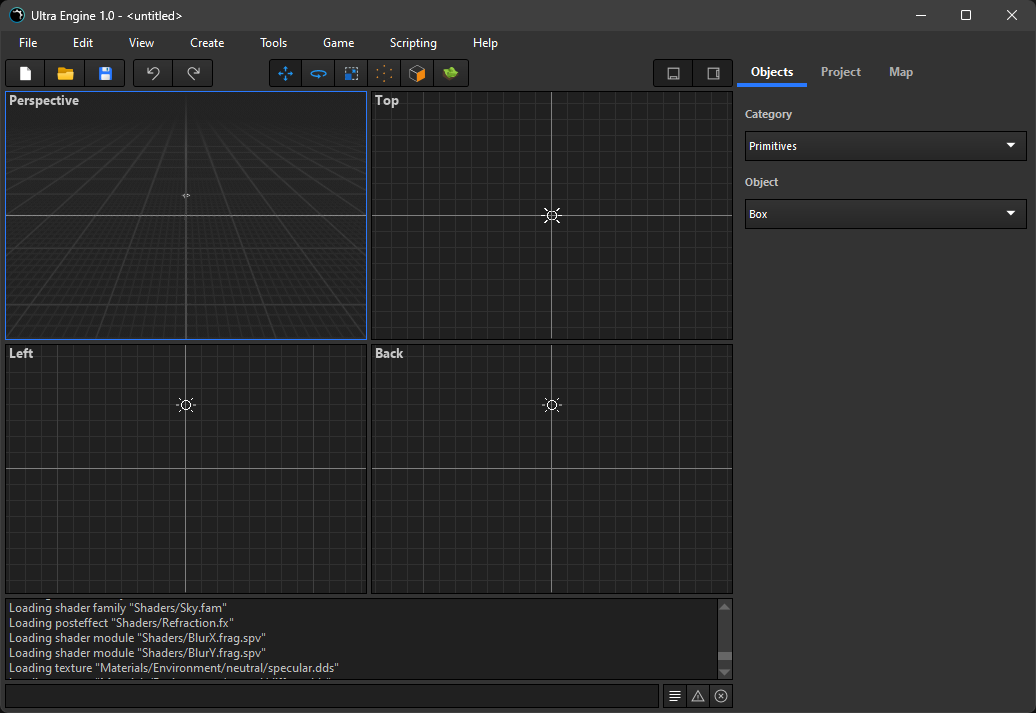 Ultra Engine 1.0 - <untitled>
File Edit View Create Tools Game Scripting Help
Objects Project Map
Perspective
Top
Category
Primitives
Object
Box
Left
Back
Loading shader family "Shaders/Sky.fam"
Loading posteffect "Shaders/Refraction.fx"
Loading shader module "Shaders/BlurX.frag.spv"
Loading shader module "Shaders/BlurY.frag.spv"
Loading texture "Materials/Environment/neutral/specular.dds"